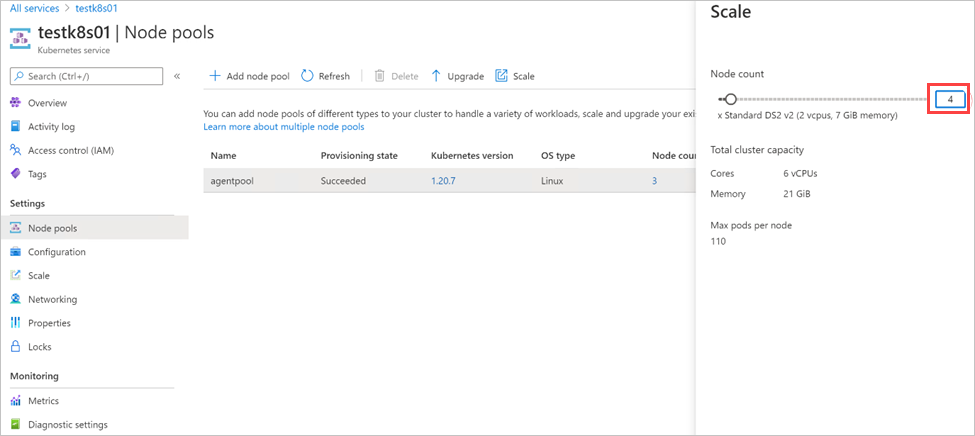 All services > testk8s01
testk8s01 | Node pools
Kubernetes service
Search (Ctrl+/)
«
Overview
Activity log
Access control (IAM)
Tags
Settings
Node pools
Configuration
Scale
Networking
Properties
Locks
Monitoring
Metrics
Diagnostic settings
Add node pool Refresh Delete Upgrade Scale
You can add node pools of different types to your cluster to handle a variety of workloads, scale and upgrade your exi
Learn more about multiple node pools
Name Provisioning state Kubernetes version OS type Node cour
agentpool Succeeded 1.20.7 Linux 3
Scale
Node count
4
x Standard DS2 v2 (2 vcpus, 7 GiB memory)
Total cluster capacity
Cores 6 vCPUs
Memory 21 GiB
Max pods per node
110